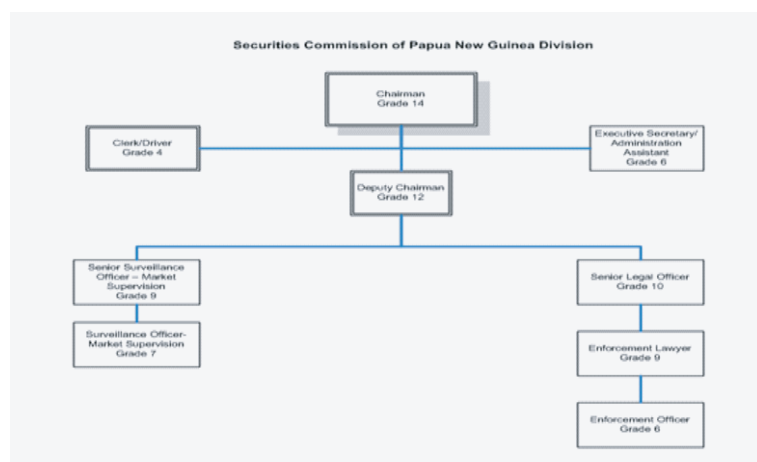 Securities Commission of Papua New Guinea Division
Chairman
Grade 14
Clerk/Driver
Grade 4
Executive Secretary/
Administration
Assistant
Grade 6
Deputy Chairman
Grade 12
Senior Surveillance
Officer – Market
Supervision
Grade 9
Senior Legal Officer
Grade 10
Surveillance Officer-
Market Supervision
Grade 7
Enforcement Lawyer
Grade 9
Enforcement Officer
Grade 6